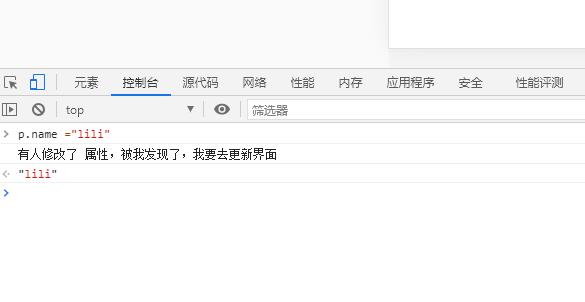 元素 控制台 源代码 网络 性能 内存 应用程序 安全 性能评测
top 筛选器
p.name ="lili"
有人修改了 属性，被我发现了，我要去更新界面
"lili"